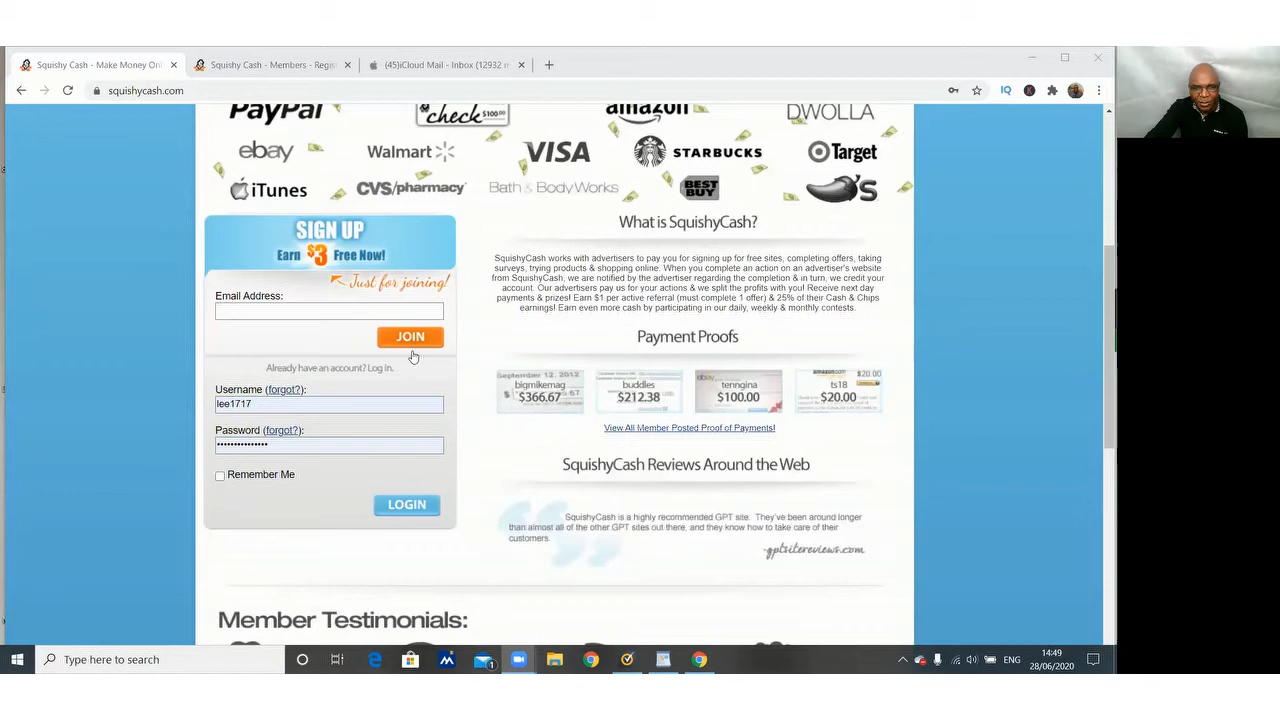 Squishy Cash - Make Money Onl
Squishy Cash - Members - Regis
(45)iCloud Mail - Inbox (12932 m
squishycash.com
IQ
PayPal
check $100.00
amazon
DWOLLA
ebay
Walmart
VISA
STARBUCKS
Target
iTunes
CVS/pharmacy
Bath & Body Works
BEST BUY
S
SIGN UP
Earn $3 Free Now!
Just for joining!
Email Address:
JOIN
Already have an account? Log In.
Username (forgot?):
lee1717
Password (forgot?):
•••••••••••••••
Remember Me
LOGIN
What is SquishyCash?
SquishyCash works with advertisers to pay you for signing up for free sites, completing offers, taking
surveys, trying products & shopping online. When you complete an action on an advertiser's website
from SquishyCash, we are notified by the advertiser regarding the completion & in turn, we credit your
account. Our advertisers pay us for your actions & we split the profits with you! Receive next day
payments & prizes! Earn $1 per active referral (must complete 1 offer) & 25% of their Cash & Chips
earnings! Earn even more cash by participating in our daily, weekly & monthly contests.
Payment Proofs
September 12, 2012
bigmikemag
$366.67
buddles
$212.38
ebay
tenngina
$100.00
amazon.com $20.00
ts18
$20.00
View All Member Posted Proof of Payments!
SquishyCash Reviews Around the Web
SquishyCash is a highly recommended GPT site. They've been around longer
than almost all of the other GPT sites out there, and they know how to take care of their
customers.
-gptsitereviews.com
Member Testimonials:
Type here to search
1
ENG
14:49
28/06/2020